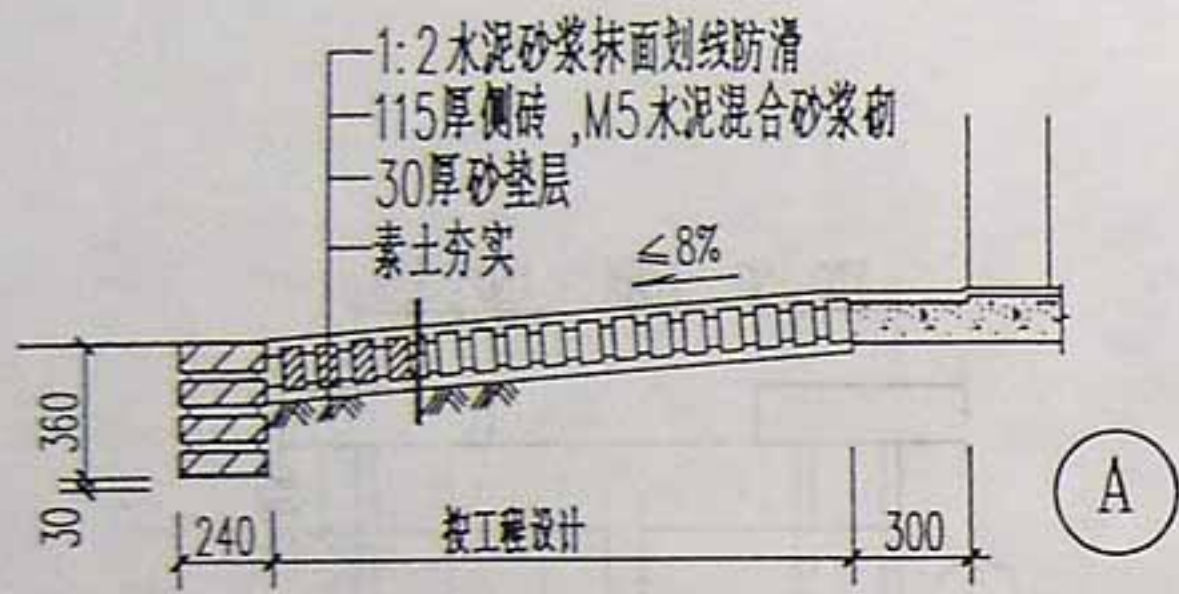 1:2水泥砂浆抹面划线防滑
115厚侧砖 ,M5水泥混合砂浆砌
30厚砂垫层
素土夯实
≤8%
360
30
240
按工程设计
300
A